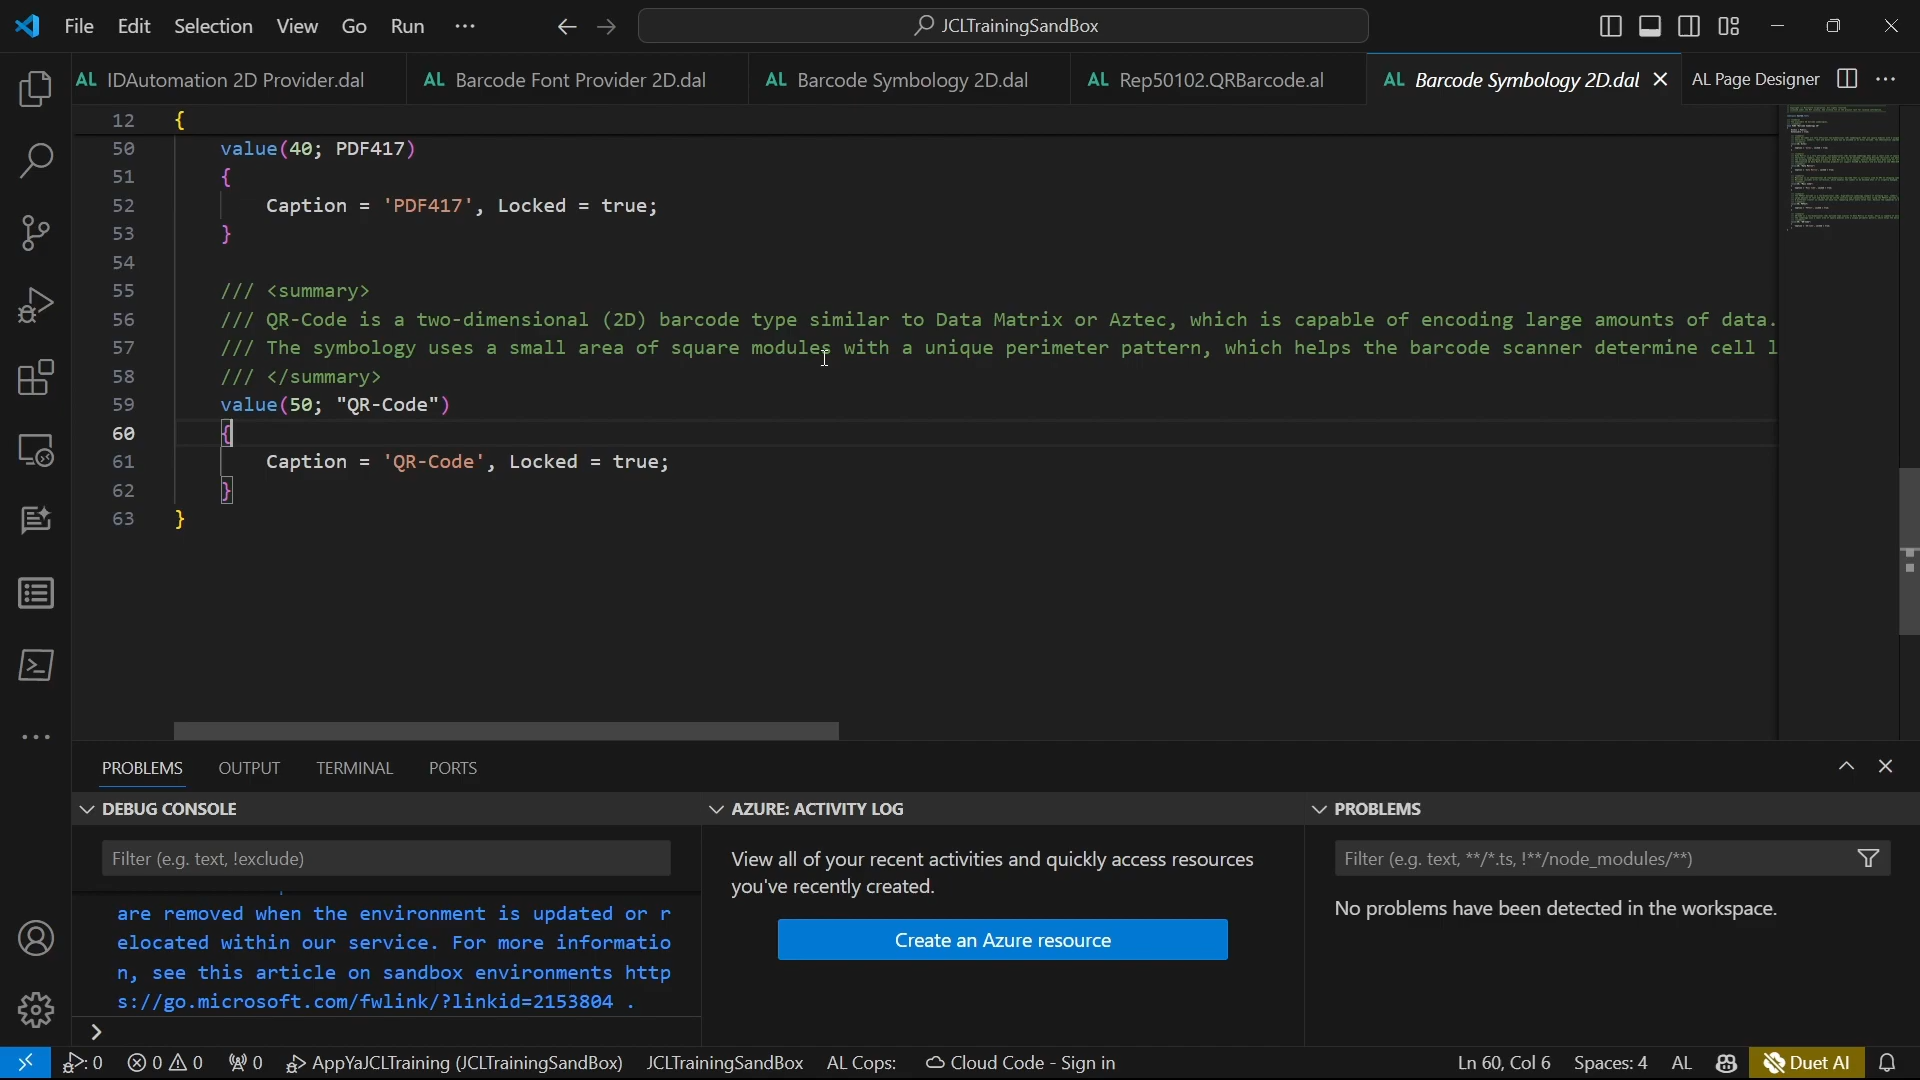 File Edit Selection View Go Run ··· JCLTrainingSandBox
AL IDAutomation 2D Provider.dal AL Barcode Font Provider 2D.dal AL Barcode Symbology 2D.dal AL Rep50102.QRBarcode.al AL Barcode Symbology 2D.dal AL Page Designer
12 {
50 value(40; PDF417)
51 {
52 Caption = 'PDF417', Locked = true;
53 }
54
55 /// <summary>
56 /// QR-Code is a two-dimensional (2D) barcode type similar to Data Matrix or Aztec, which is capable of encoding large amounts of data.
57 /// The symbology uses a small area of square modules with a unique perimeter pattern, which helps the barcode scanner determine cell l
58 /// </summary>
59 value(50; "QR-Code")
60 {
61 Caption = 'QR-Code', Locked = true;
62 }
63 }
PROBLEMS OUTPUT TERMINAL PORTS
DEBUG CONSOLE
Filter (e.g. text, !exclude)
are removed when the environment is updated or r
elocated within our service. For more informatio
n, see this article on sandbox environments http
s://go.microsoft.com/fwlink/?linkid=2153804 .
AZURE: ACTIVITY LOG
View all of your recent activities and quickly access resources
you've recently created.
Create an Azure resource
PROBLEMS
Filter (e.g. text, **/*.ts, !**/node_modules/**)
No problems have been detected in the workspace.
: 0 0 0 0 AppYaJCLTraining (JCLTrainingSandBox) JCLTrainingSandBox AL Cops: Cloud Code - Sign in Ln 60, Col 6 Spaces: 4 AL Duet AI